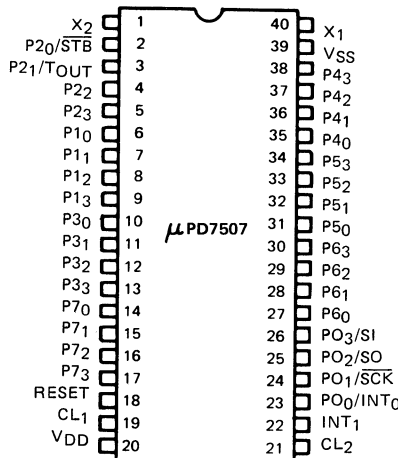 X2 1 40 X1
P20/STB 2 39 VSS
P21/TOUT 3 38 P43
P22 4 37 P42
P23 5 36 P41
P10 6 35 P40
P11 7 34 P53
P12 8 33 P52
P13 9 32 P51
P30 10 31 P50
μPD7507
P31 11 30 P63
P32 12 29 P62
P33 13 28 P61
P70 14 27 P60
P71 15 26 PO3/SI
P72 16 25 PO2/SO
P73 17 24 PO1/SCK
RESET 18 23 PO0/INT0
CL1 19 22 INT1
VDD 20 21 CL2